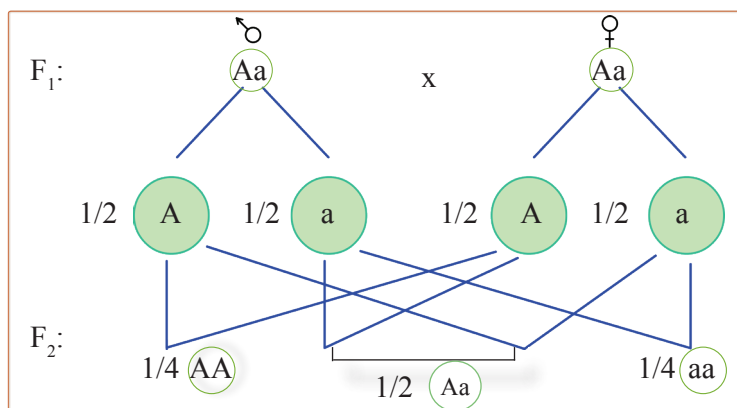 ♂ ♀
F₁: Aa x Aa
1/2 A 1/2 a 1/2 A 1/2 a
F₂:
1/4 AA 1/2 Aa 1/4 aa